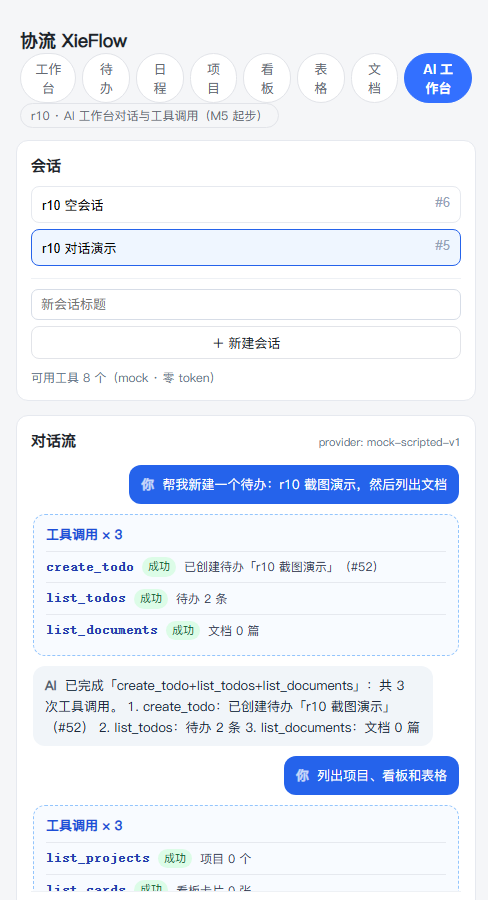 协流 XieFlow
工作
台
待
办
日
程
项
目
看
板
表
格
文
档
AI 工
作台
r10 · AI 工作台对话与工具调用（M5 起步）
会话
r10 空会话 #6
r10 对话演示 #5
新会话标题
＋ 新建会话
可用工具 8 个（mock · 零 token）
对话流 provider: mock-scripted-v1
你 帮我新建一个待办：r10 截图演示，然后列出文档
工具调用 × 3
create_todo 成功 已创建待办「r10 截图演示」（#52）
list_todos 成功 待办 2 条
list_documents 成功 文档 0 篇
AI 已完成「create_todo+list_todos+list_documents」：共 3
次工具调用。 1. create_todo：已创建待办「r10 截图演示」
（#52） 2. list_todos：待办 2 条 3. list_documents：文档 0 篇
你 列出项目、看板和表格
工具调用 × 3
list_projects 成功 项目 0 个
list_cards 成功 看板卡片 0 张